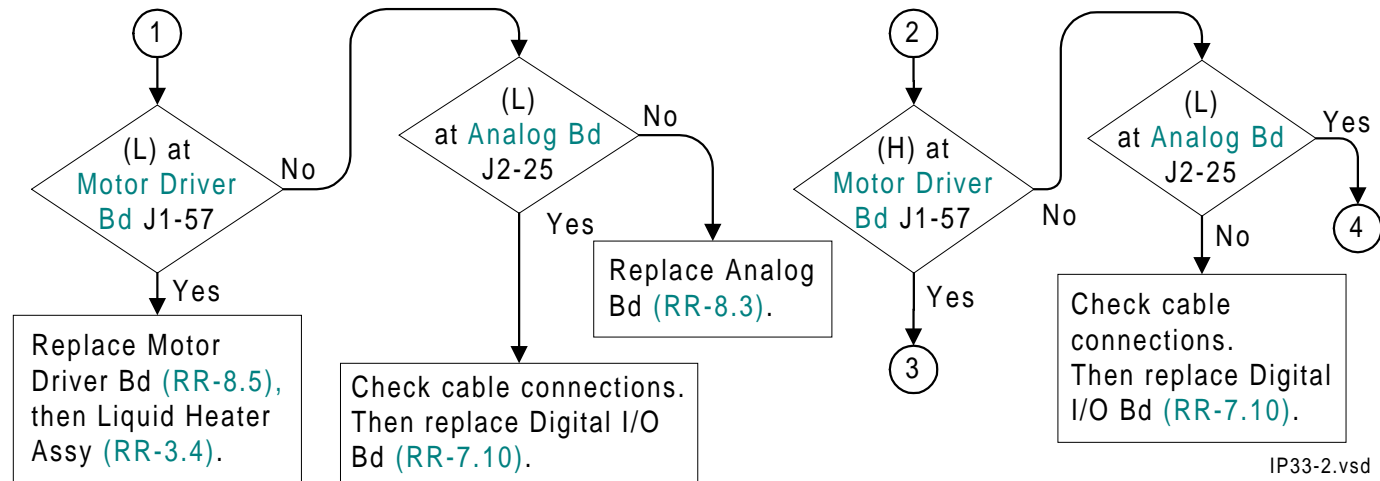 1
(L) at
Motor Driver
Bd J1-57
No
Yes
Replace Motor
Driver Bd (RR-8.5),
then Liquid Heater
Assy (RR-3.4).
(L)
at Analog Bd
J2-25
No
Yes
Replace Analog
Bd (RR-8.3).
Check cable connections.
Then replace Digital I/O
Bd (RR-7.10).
2
(H) at
Motor Driver
Bd J1-57
No
Yes
3
(L)
at Analog Bd
J2-25
Yes
4
No
Check cable
connections.
Then replace Digital
I/O Bd (RR-7.10).
IP33-2.vsd